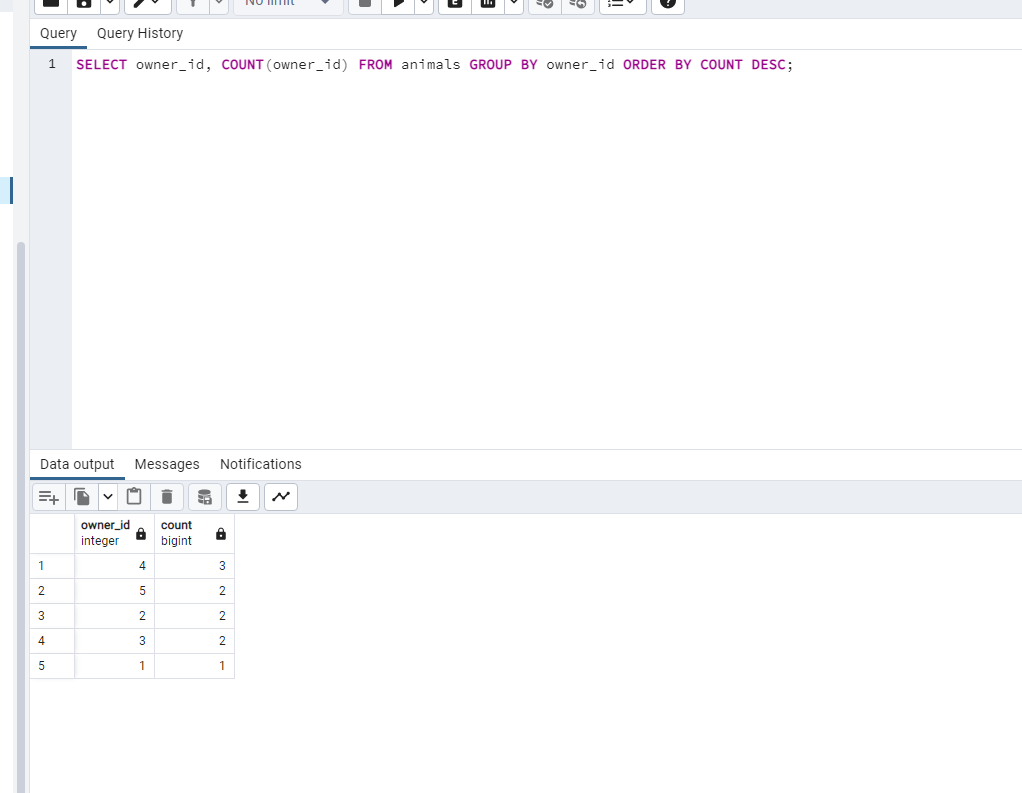 No limit
Query Query History
1 SELECT owner_id, COUNT(owner_id) FROM animals GROUP BY owner_id ORDER BY COUNT DESC;
Data output Messages Notifications
owner_id count
integer bigint
1 4 3
2 5 2
3 2 2
4 3 2
5 1 1